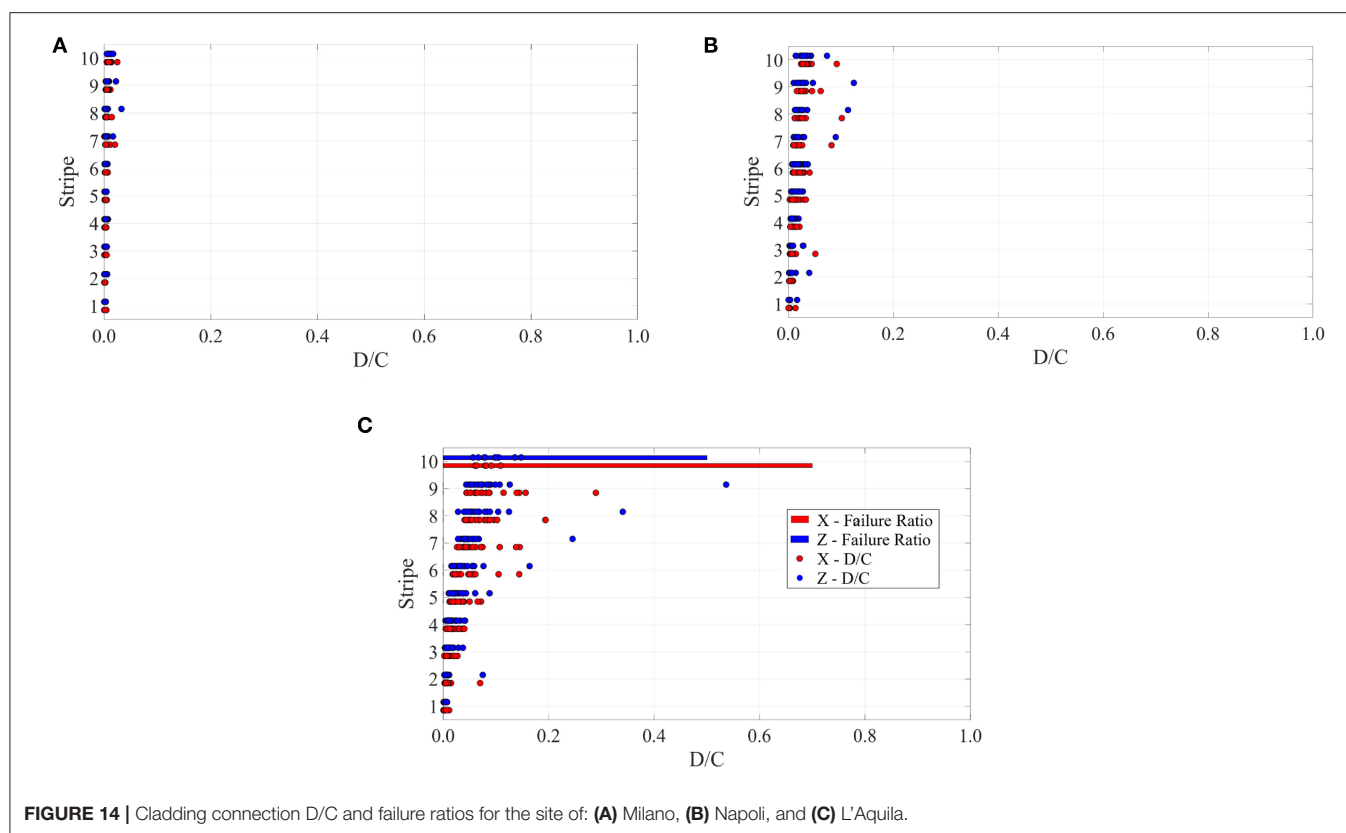 A
10
9
8
7
6
5
4
3
2
1
Stripe
0.0 0.2 0.4 0.6 0.8 1.0
D/C
B
10
9
8
7
6
5
4
3
2
1
Stripe
0.0 0.2 0.4 0.6 0.8 1.0
D/C
C
10
9
8
7
6
5
4
3
2
1
Stripe
X - Failure Ratio
Z - Failure Ratio
X - D/C
Z - D/C
0.0 0.2 0.4 0.6 0.8 1.0
D/C
FIGURE 14 | Cladding connection D/C and failure ratios for the site of: (A) Milano, (B) Napoli, and (C) L'Aquila.